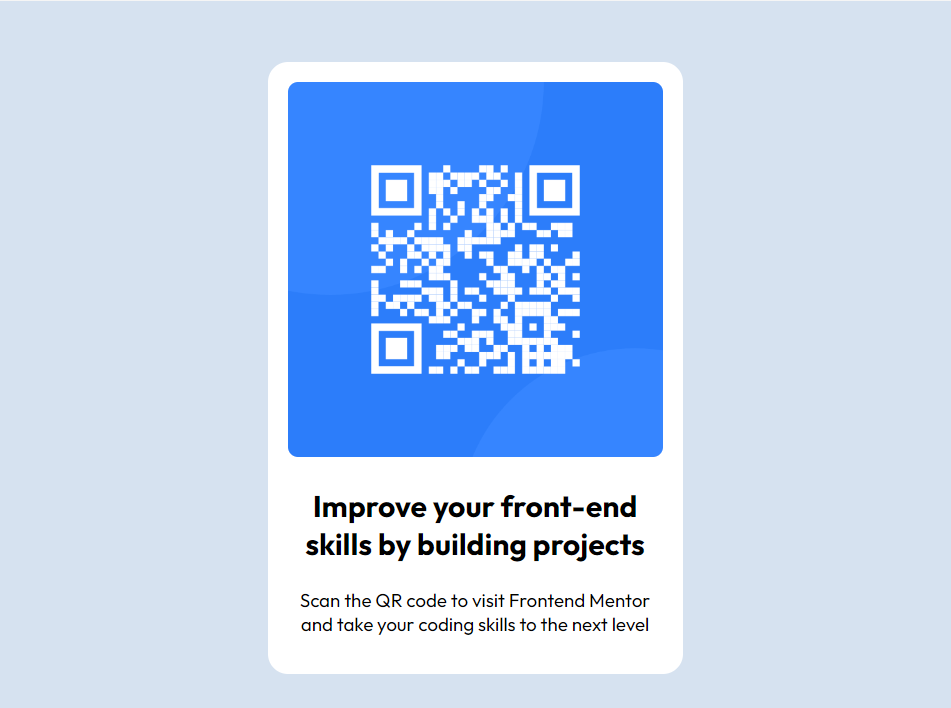 Improve your front-end
skills by building projects
Scan the QR code to visit Frontend Mentor
and take your coding skills to the next level